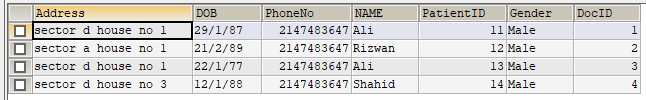 Address DOB PhoneNo NAME PatientID Gender DocID
sector d house no 1 29/1/87 2147483647 Ali 11 Male 1
sector a house no 1 21/2/89 2147483647 Rizwan 12 Male 2
sector d house no 1 22/1/77 2147483647 Ali 13 Male 3
sector d house no 3 12/1/88 2147483647 Shahid 14 Male 4